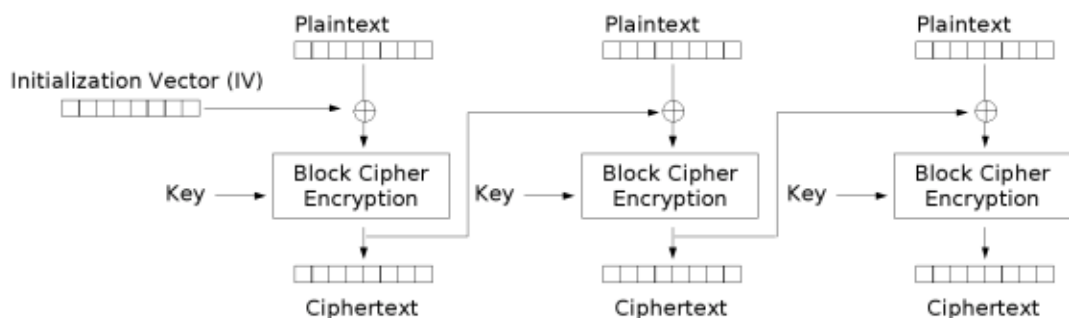 Plaintext
Plaintext
Plaintext
Initialization Vector (IV)
Key
Block Cipher
Encryption
Key
Block Cipher
Encryption
Key
Block Cipher
Encryption
Ciphertext
Ciphertext
Ciphertext